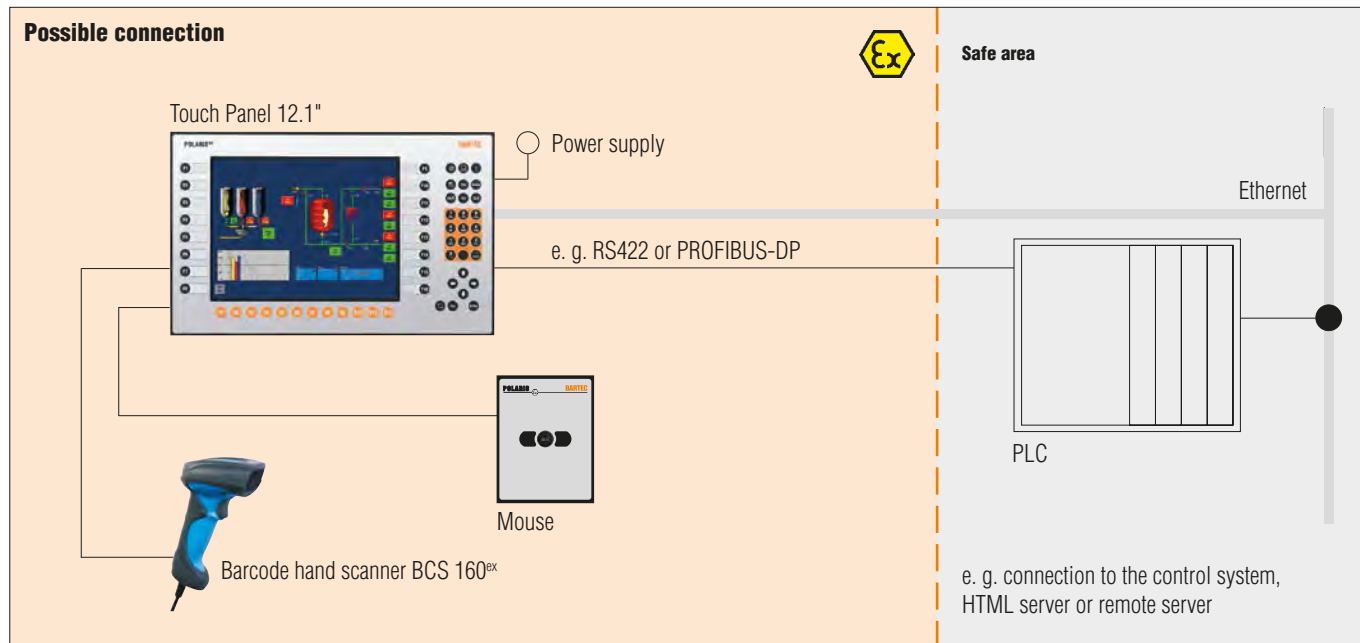 Possible connection
Ex
Safe area
Touch Panel 12.1"
POLARIS
BARTEC
Power supply
Ethernet
e. g. RS422 or PROFIBUS-DP
PLC
POLARIS
BARTEC
Mouse
Barcode hand scanner BCS 160ex
e. g. connection to the control system,
HTML server or remote server